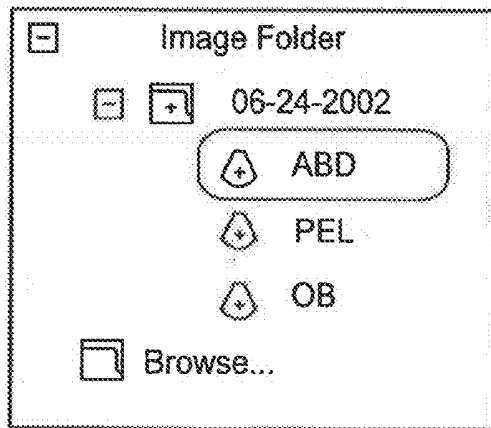 Image Folder
06-24-2002
ABD
PEL
OB
Browse...